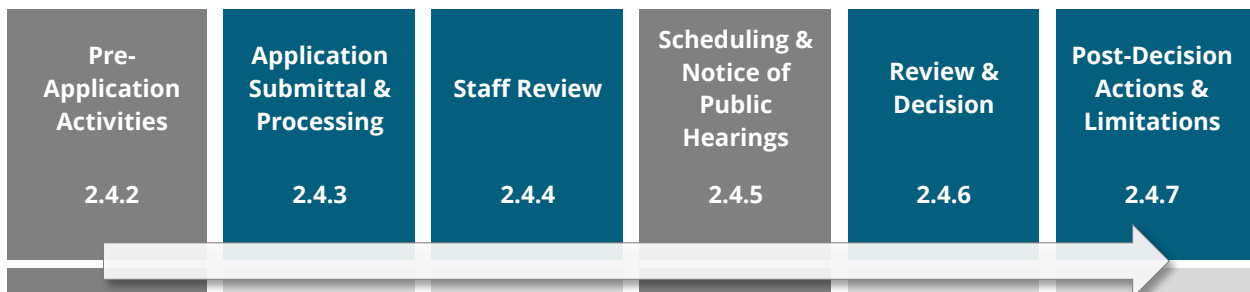 Pre-
Application
Activities
2.4.2
Application
Submittal &
Processing
2.4.3
Staff Review
2.4.4
Scheduling &
Notice of
Public
Hearings
2.4.5
Review &
Decision
2.4.6
Post-Decision
Actions &
Limitations
2.4.7